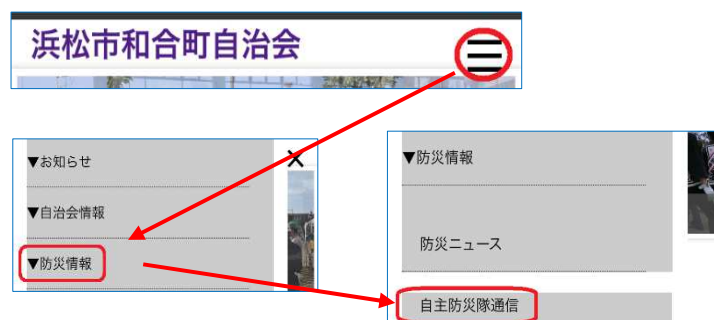 浜松市和合町自治会
▼お知らせ
▼自治会情報
▼防災情報
▼防災情報
防災ニュース
自主防災隊通信